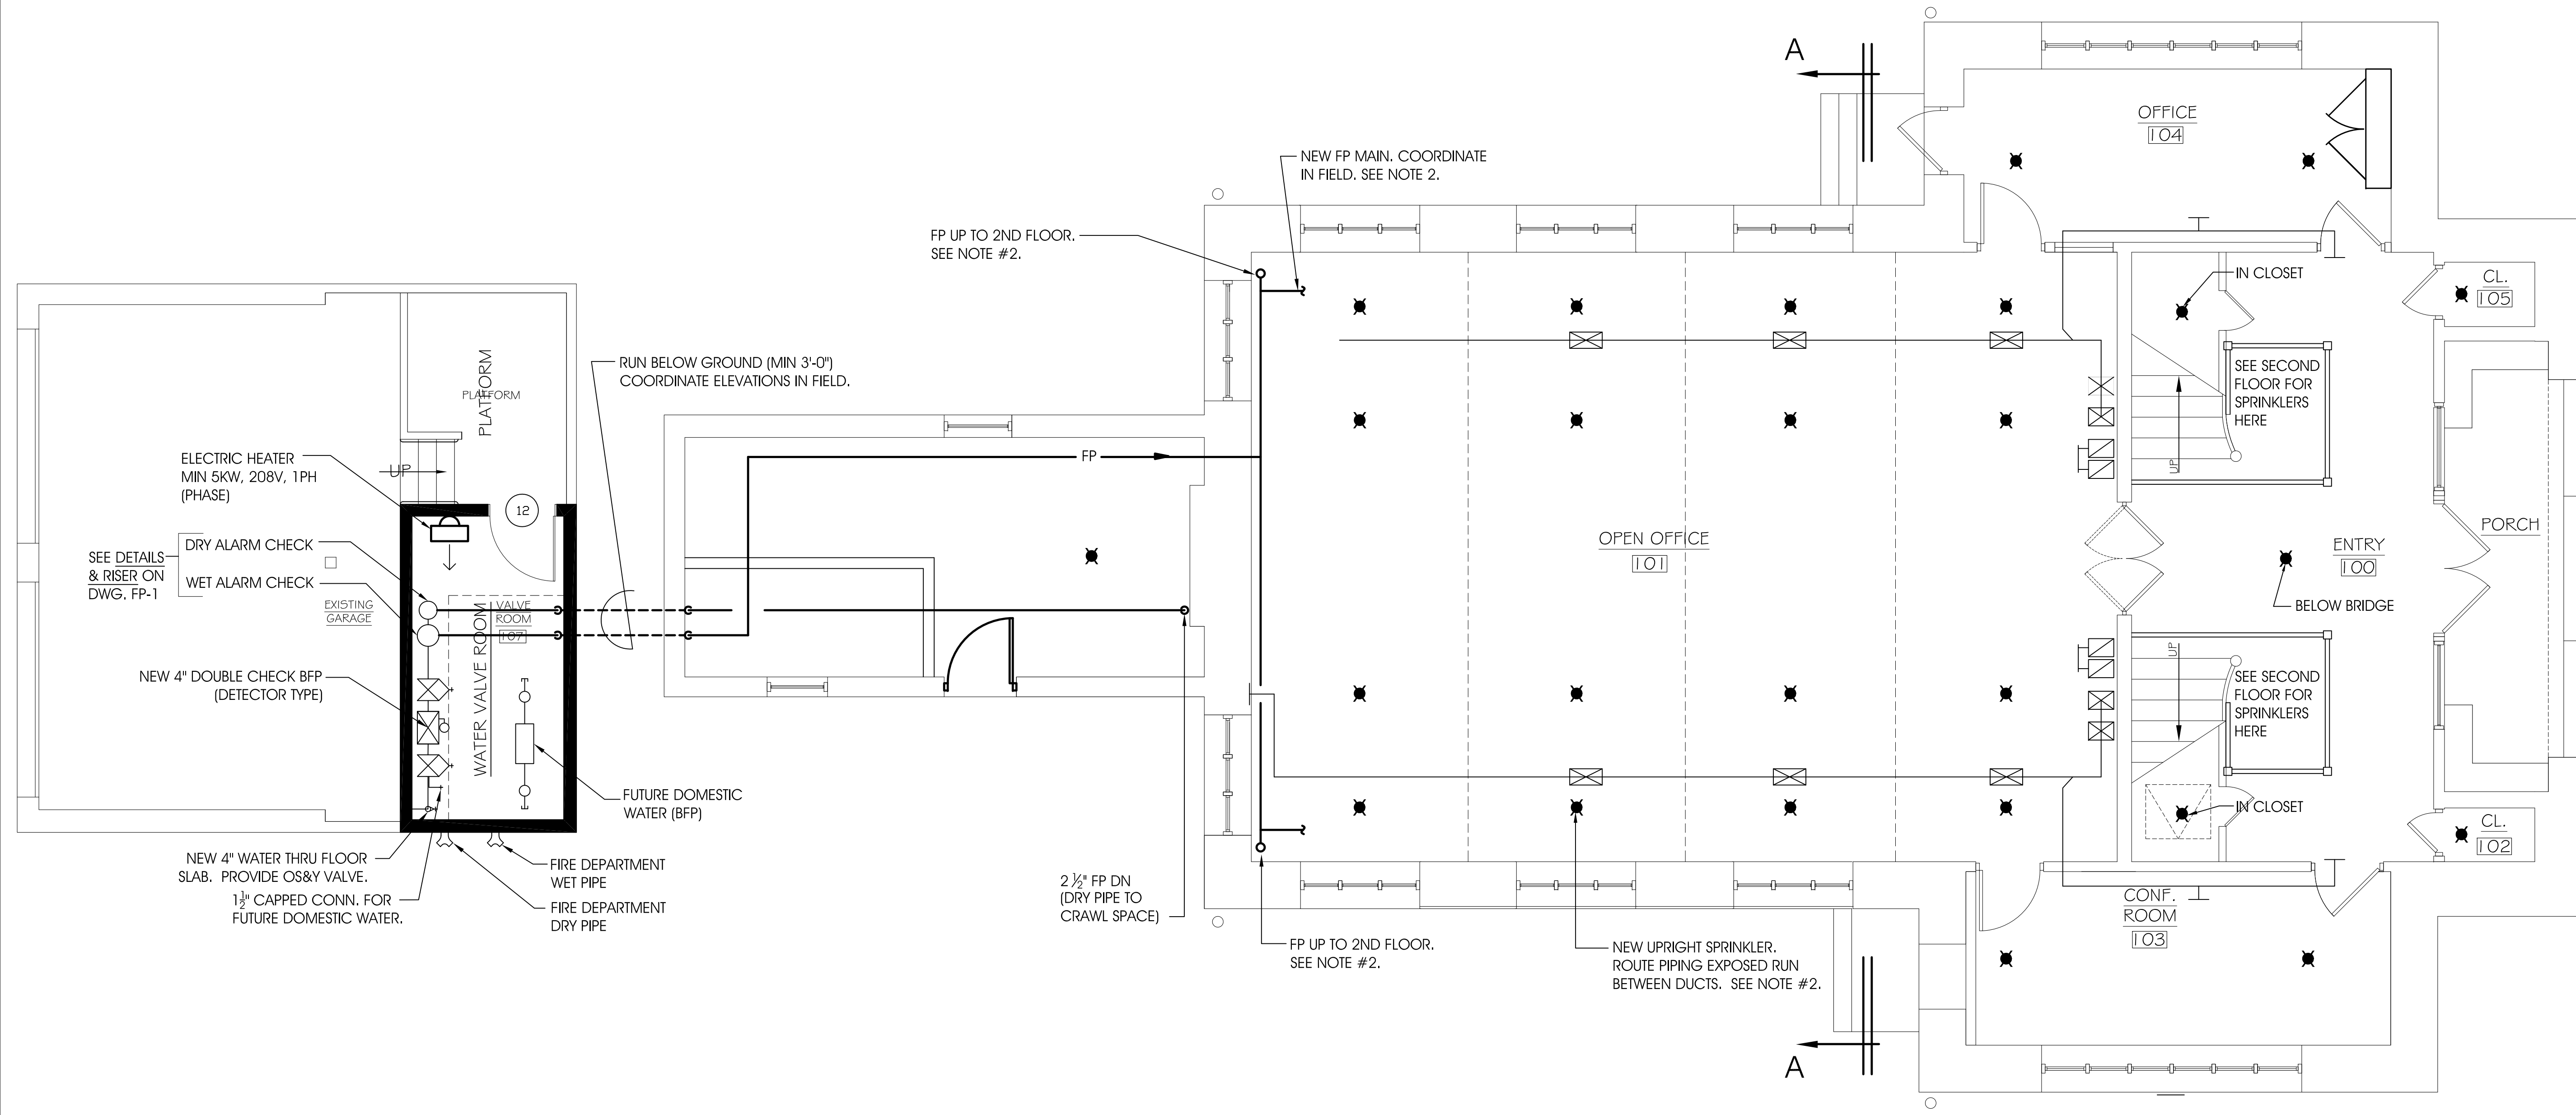 A
OFFICE
104
NEW FP MAIN. COORDINATE
IN FIELD. SEE NOTE 2.
FP UP TO 2ND FLOOR.
SEE NOTE #2.
IN CLOSET
CL.
105
RUN BELOW GROUND (MIN 3'-0")
COORDINATE ELEVATIONS IN FIELD.
PLATFORM
PLATFORM
SEE SECOND
FLOOR FOR
SPRINKLERS
HERE
UP
UP
FP
ELECTRIC HEATER
MIN 5KW, 208V, 1PH
(PHASE)
12
DRY ALARM CHECK
SEE DETAILS
& RISER ON
DWG. FP-1
WET ALARM CHECK
EXISTING
GARAGE
VALVE
ROOM
107
WATER VALVE ROOM
OPEN OFFICE
101
PORCH
ENTRY
100
BELOW BRIDGE
NEW 4" DOUBLE CHECK BFP
(DETECTOR TYPE)
UP
SEE SECOND
FLOOR FOR
SPRINKLERS
HERE
FUTURE DOMESTIC
WATER (BFP)
IN CLOSET
CL.
102
NEW 4" WATER THRU FLOOR
SLAB. PROVIDE OS&Y VALVE.
1½" CAPPED CONN. FOR
FUTURE DOMESTIC WATER.
FIRE DEPARTMENT
WET PIPE
FIRE DEPARTMENT
DRY PIPE
2 ½" FP DN
(DRY PIPE TO
CRAWL SPACE)
FP UP TO 2ND FLOOR.
SEE NOTE #2.
NEW UPRIGHT SPRINKLER.
ROUTE PIPING EXPOSED RUN
BETWEEN DUCTS. SEE NOTE #2.
CONF.
ROOM
103
A